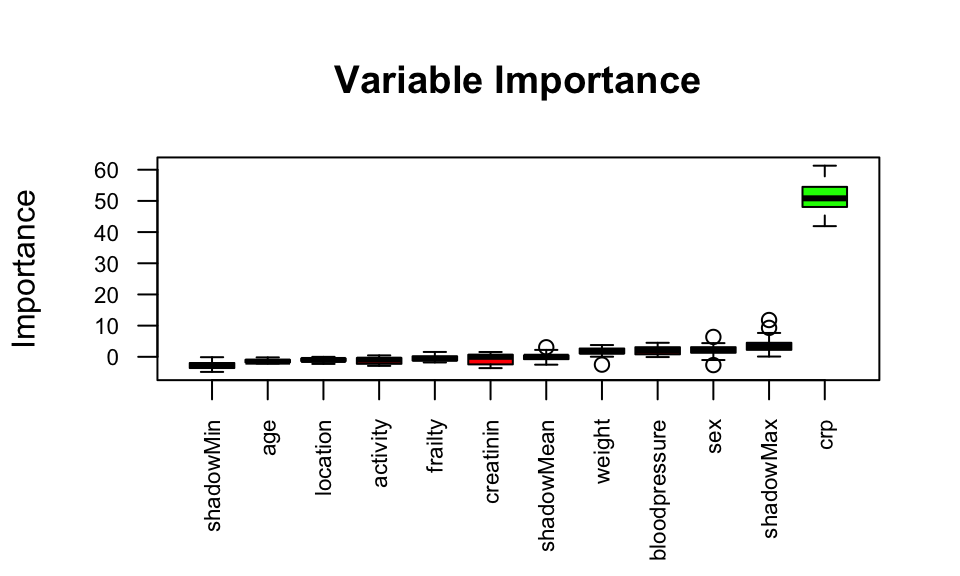 Variable Importance
Importance
60
50
40
30
20
10
0
shadowMin
age
location
activity
frailty
creatinin
shadowMean
weight
bloodpressure
sex
shadowMax
crp